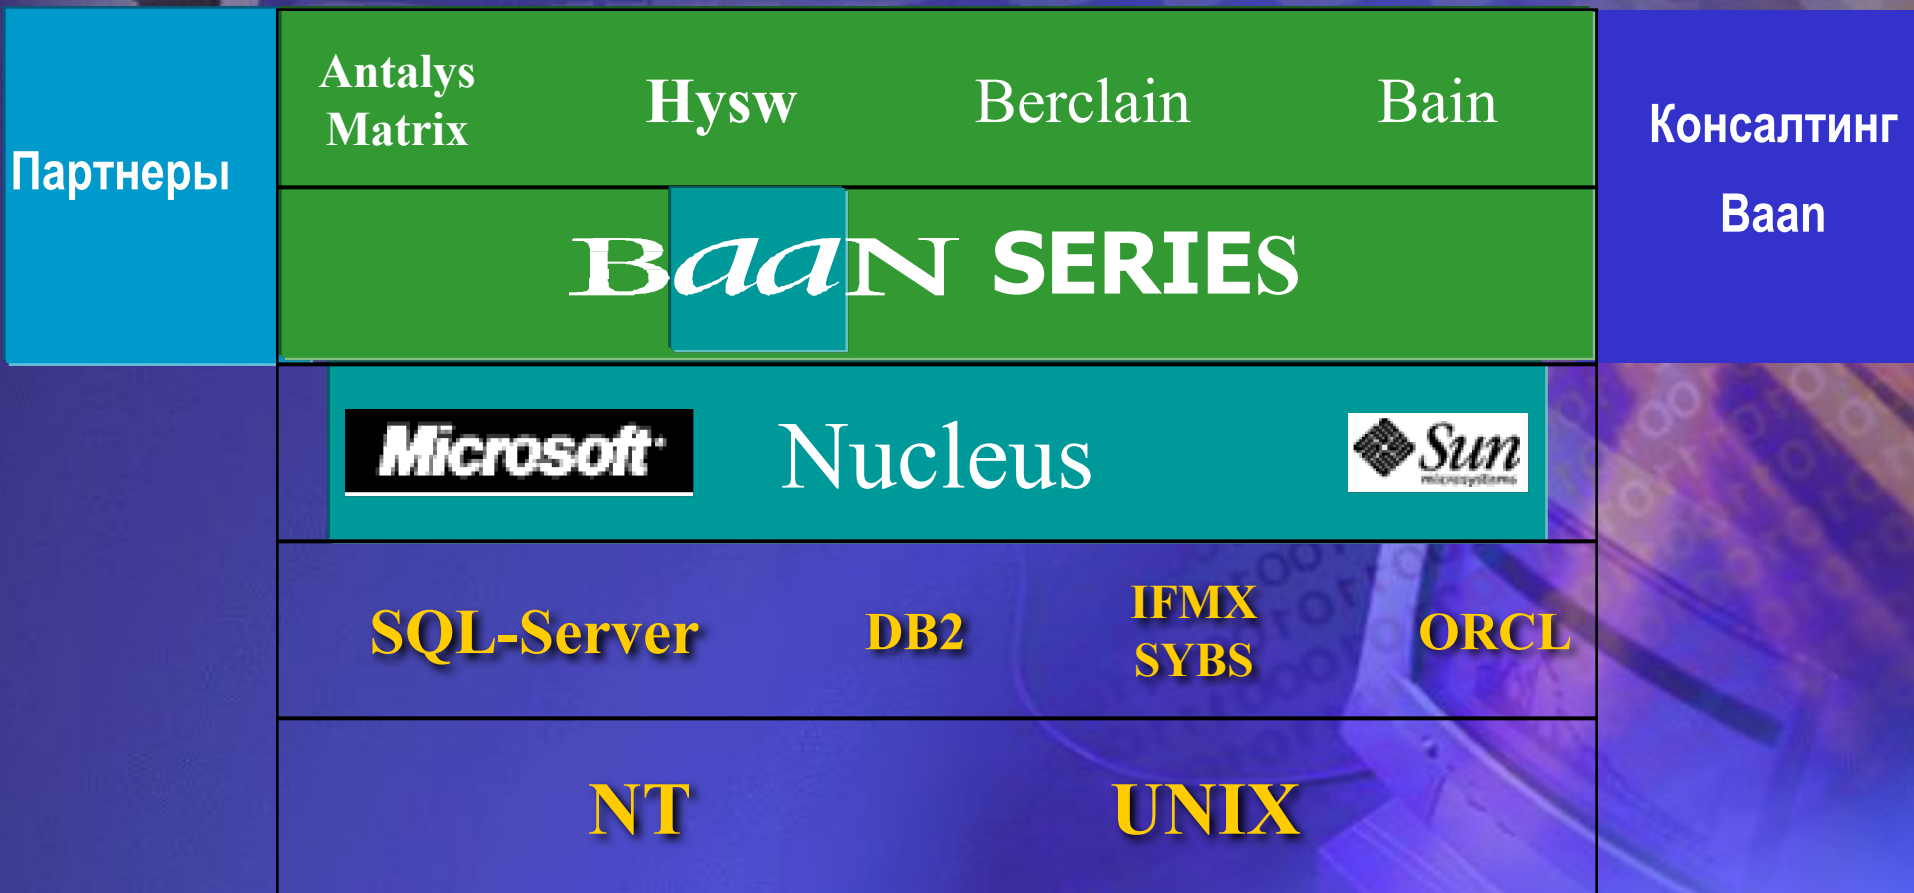 Партнеры
Antalys
Matrix
Hysw
Berclain
Bain
Консалтинг
Baan
BaaN SERIES
Microsoft
Nucleus
Sun
microsystems
SQL-Server
DB2
IFMX
SYBS
ORCL
NT
UNIX